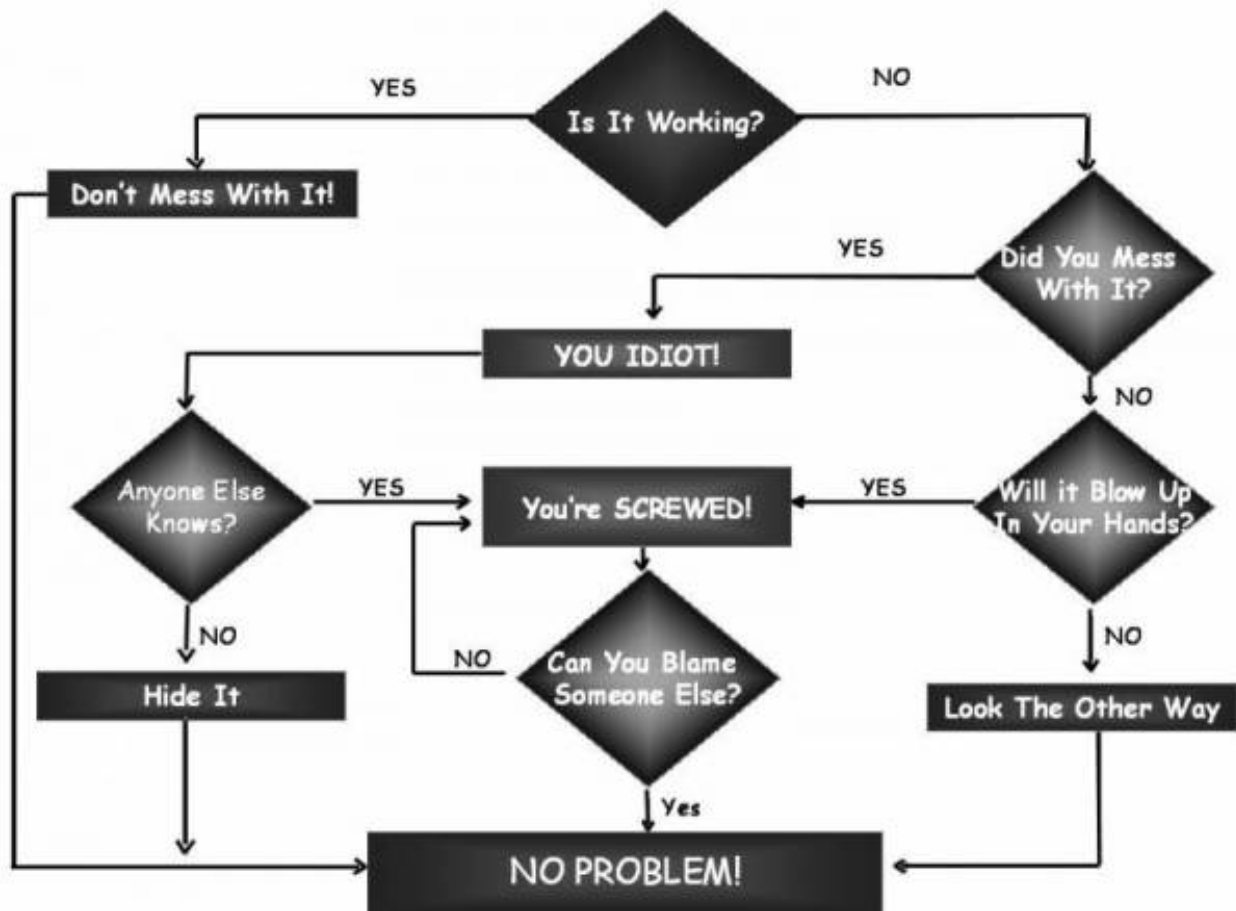 YES
NO
Is It Working?
Don't Mess With It!
YES
Did You Mess
With It?
YOU IDIOT!
NO
Anyone Else
Knows?
YES
You're SCREWED!
YES
Will it Blow Up
In Your Hands?
NO
NO
Can You Blame
Someone Else?
NO
Hide It
Look The Other Way
Yes
NO PROBLEM!